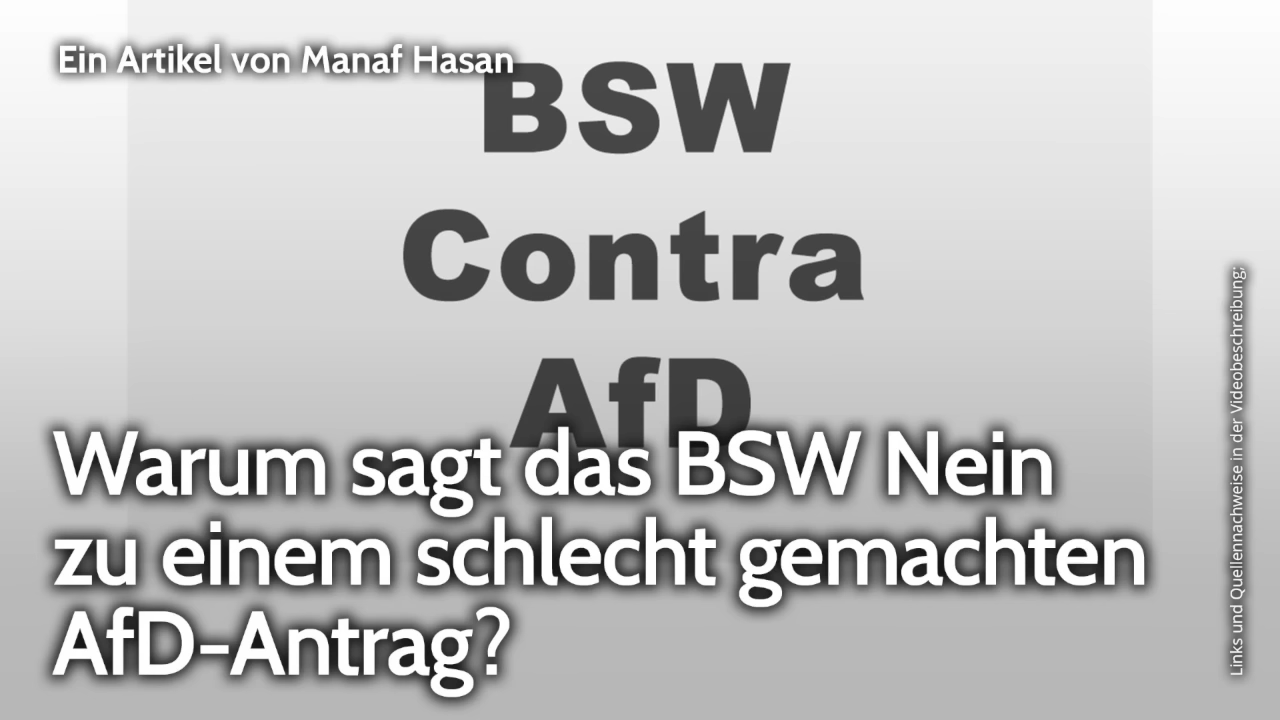 Ein Artikel von Manaf Hasan
BSW
Contra
AfD
Warum sagt das BSW Nein
zu einem schlecht gemachten
AfD-Antrag?
Links und Quellennachweise in der Videobeschreibung;